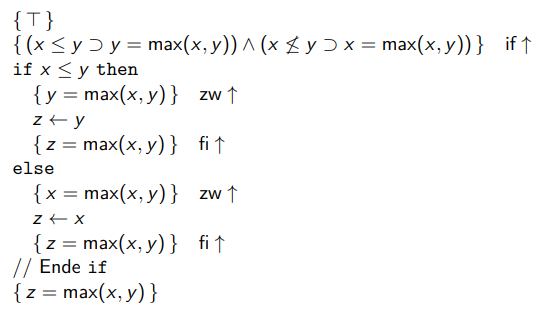 { ⊤ }
{ (x ≤ y ⊃ y = max(x, y)) ∧ (x ≰ y ⊃ x = max(x, y)) } if ↑
if x ≤ y then
{ y = max(x, y) } zw ↑
z ← y
{ z = max(x, y) } fi ↑
else
{ x = max(x, y) } zw ↑
z ← x
{ z = max(x, y) } fi ↑
// Ende if
{ z = max(x, y) }